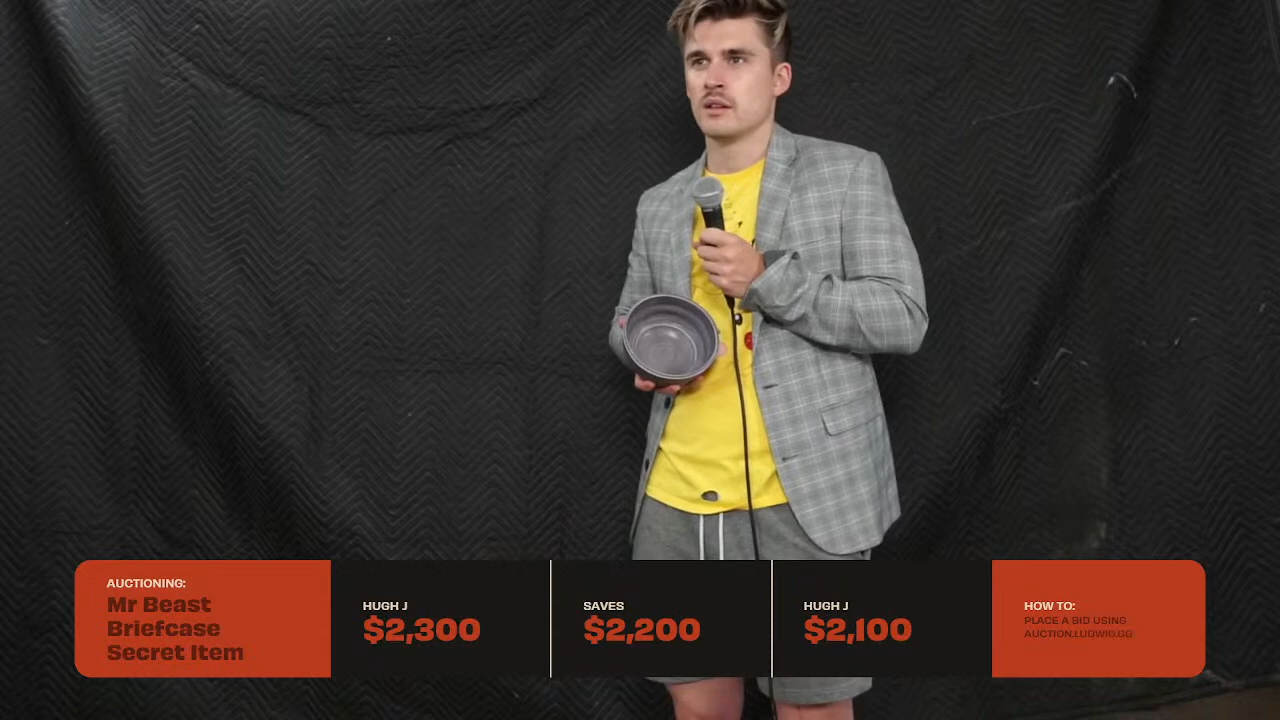 AUCTIONING:
Mr Beast
Briefcase
Secret Item
HUGH J
$2,300
SAVES
$2,200
HUGH J
$2,100
HOW TO:
PLACE A BID USING
AUCTION.LUDWIG.GG